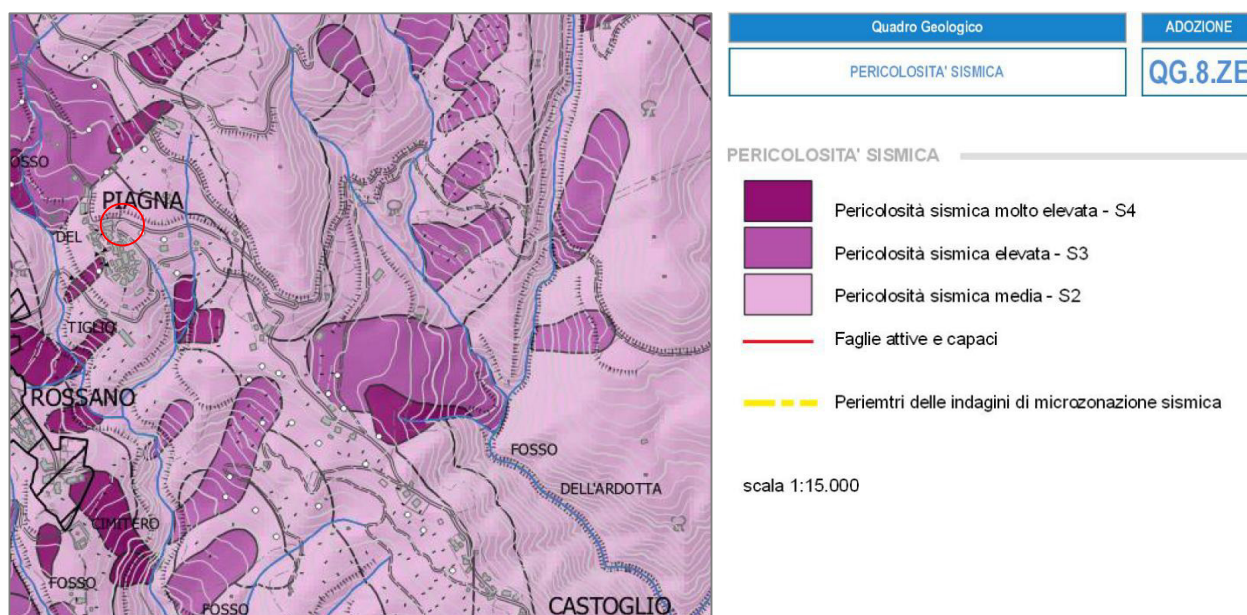 OSSO
PIAGNA
DEL
TIGLIO
ROSSANO
CIMITERO
FOSSO
FOSSO
FOSSO
DELL'ARDOTTA
CASTOGLIO
Quadro Geologico
ADOZIONE
PERICOLOSITA' SISMICA
QG.8.ZE
PERICOLOSITA' SISMICA
Pericolosità sismica molto elevata - S4
Pericolosità sismica elevata - S3
Pericolosità sismica media - S2
Faglie attive e capaci
Periemtri delle indagini di microzonazione sismica
scala 1:15.000